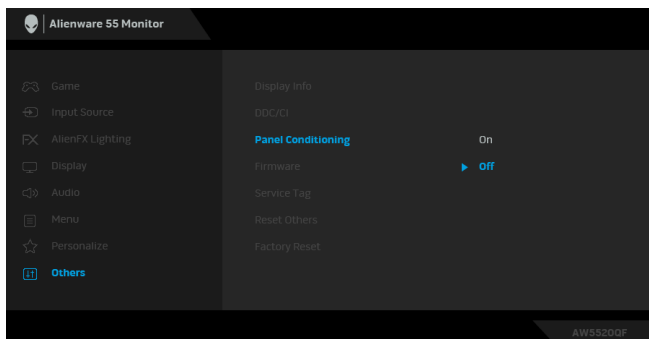 Alienware 55 Monitor
Game
Input Source
FX AlienFX Lighting
Display
Audio
Menu
Personalize
Others
Display Info
DDC/CI
Panel Conditioning On
Firmware Off
Service Tag
Reset Others
Factory Reset
AW5520QF